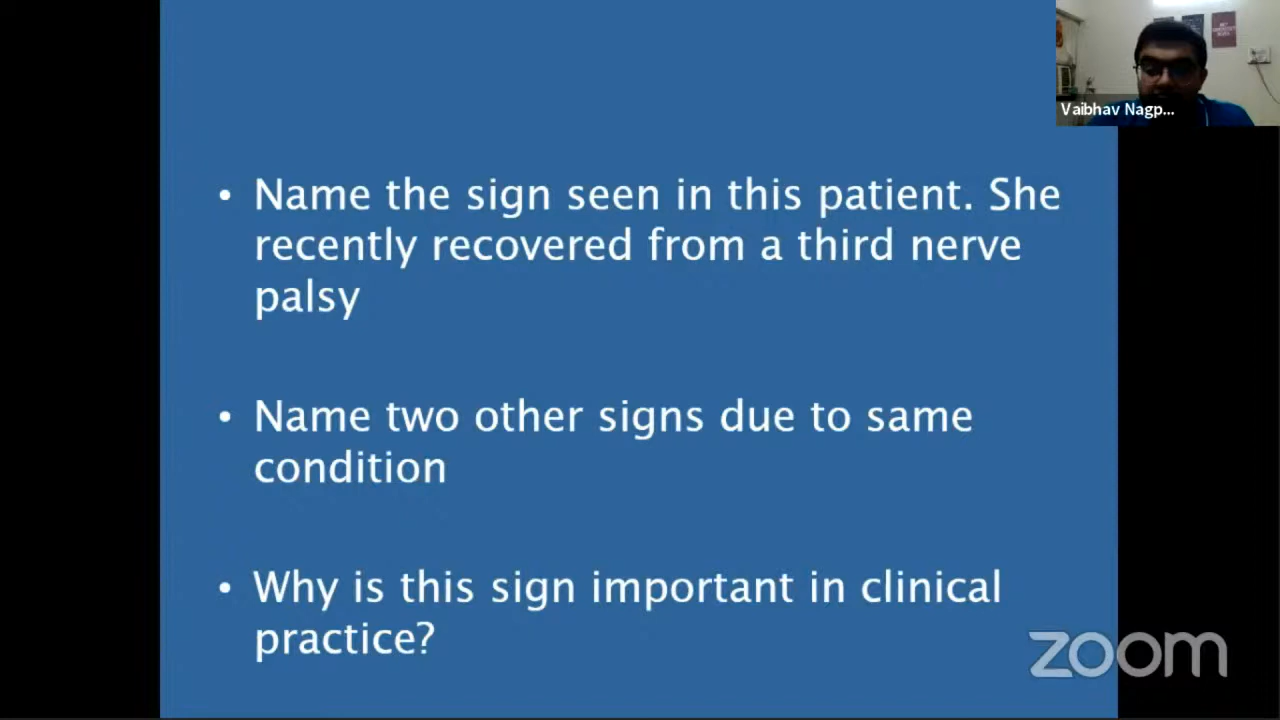 Vaibhav Nagp...
• Name the sign seen in this patient. She
recently recovered from a third nerve
palsy
• Name two other signs due to same
condition
• Why is this sign important in clinical
practice?
zoom